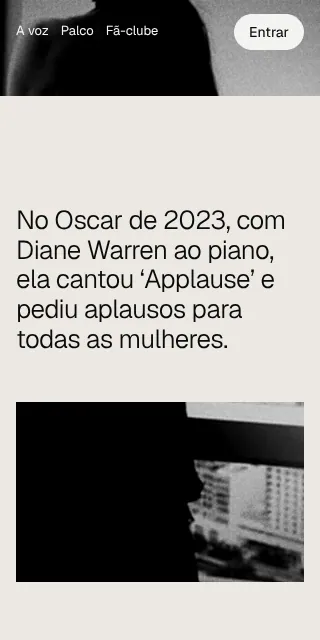 A voz Palco Fã-clube Entrar
No Oscar de 2023, com
Diane Warren ao piano,
ela cantou ‘Applause’ e
pediu aplausos para
todas as mulheres.